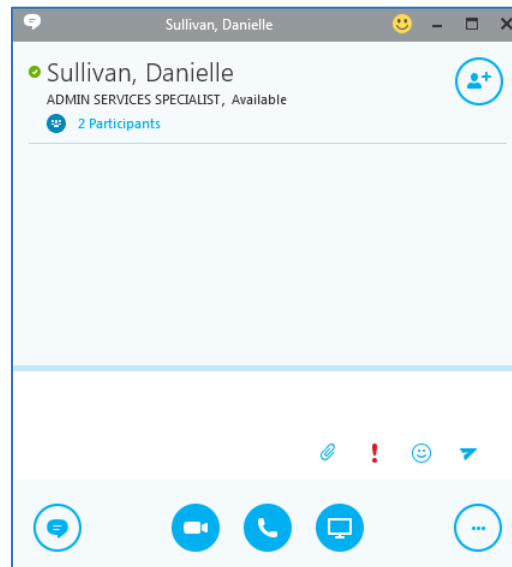 Sullivan, Danielle
Sullivan, Danielle
ADMIN SERVICES SPECIALIST, Available
2 Participants